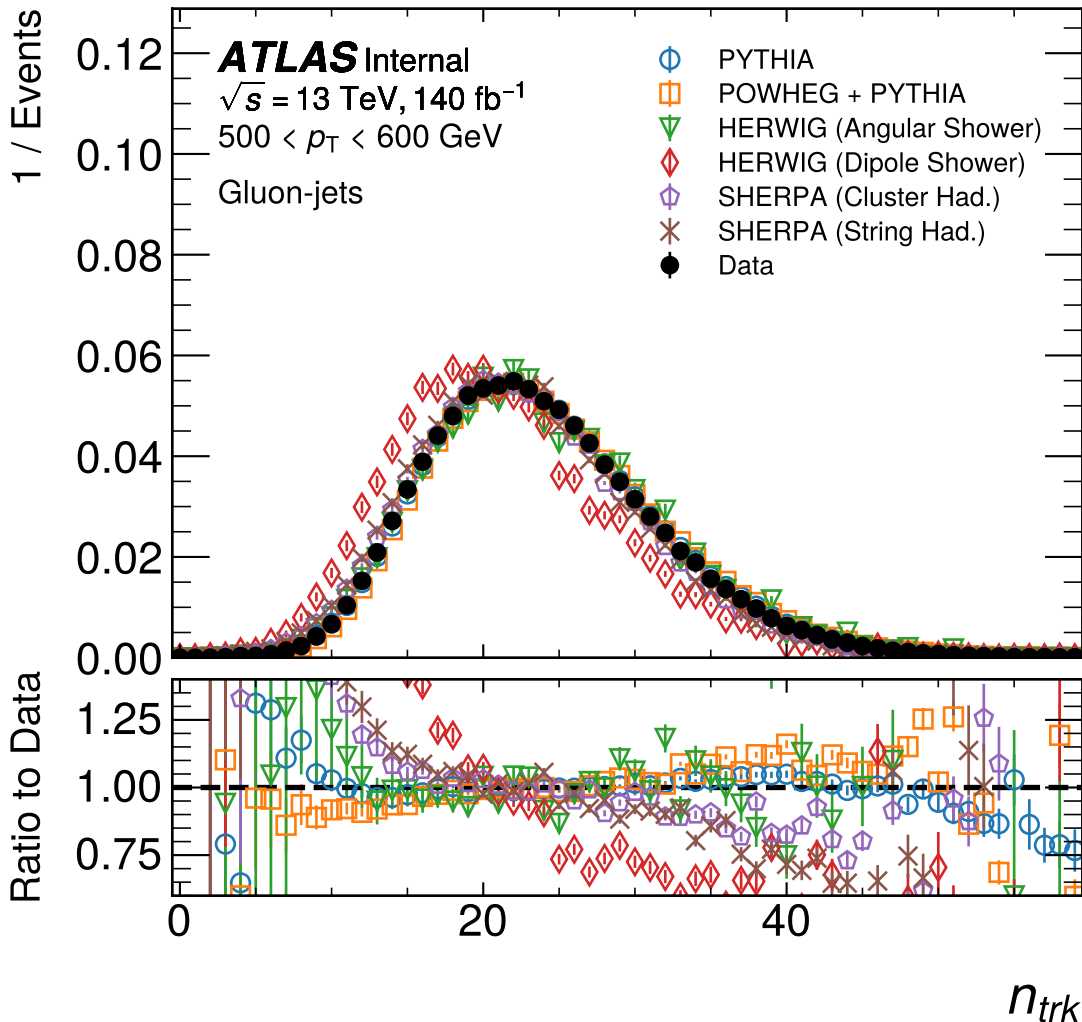 1 / Events
0.12
0.10
0.08
0.06
0.04
0.02
0.00
ATLAS Internal
√s = 13 TeV, 140 fb⁻¹
500 < pT < 600 GeV
Gluon-jets
PYTHIA
POWHEG + PYTHIA
HERWIG (Angular Shower)
HERWIG (Dipole Shower)
SHERPA (Cluster Had.)
SHERPA (String Had.)
Data
Ratio to Data
1.25
1.00
0.75
0
20
40
ntrk